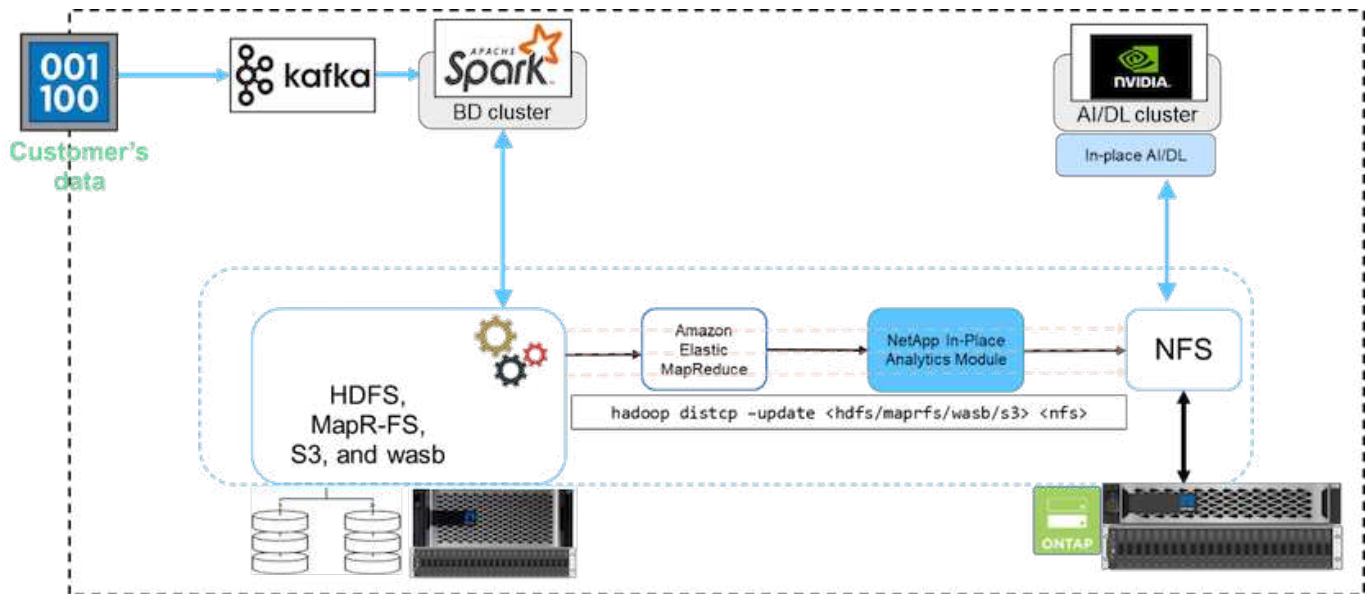 001
100
Customer's
data
kafka
APACHE
Spark
BD cluster
NVIDIA
AI/DL cluster
In-place AI/DL
HDFS,
MapR-FS,
S3, and wasb
Amazon
Elastic
MapReduce
NetApp In-Place
Analytics Module
NFS
hadoop distcp -update <hdfs/maprfs/wasb/s3> <nfs>
ONTAP